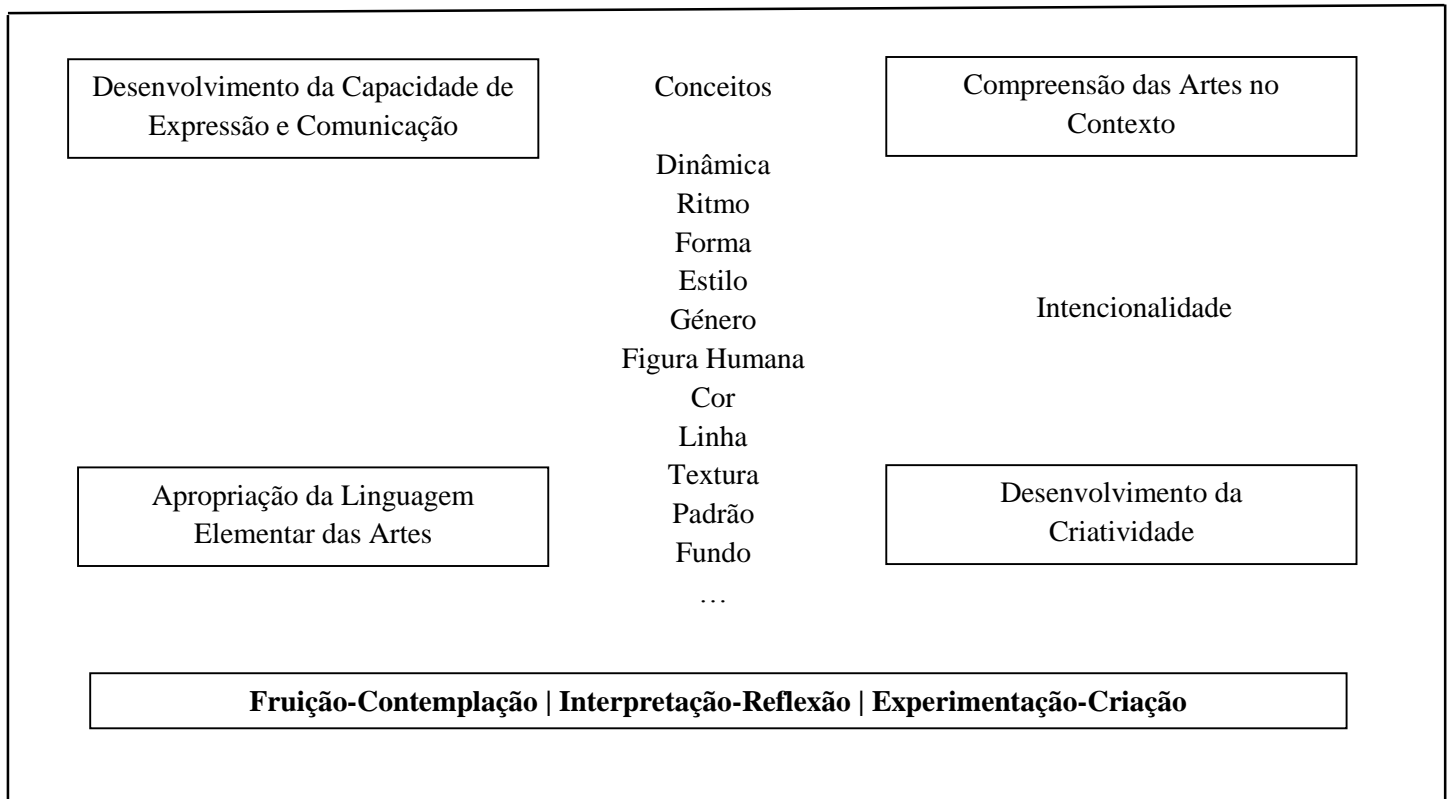 Desenvolvimento da Capacidade de
Expressão e Comunicação
Conceitos
Compreensão das Artes no
Contexto
Dinâmica
Ritmo
Forma
Estilo
Género
Figura Humana
Cor
Linha
Textura
Padrão
Fundo
…
Intencionalidade
Apropriação da Linguagem
Elementar das Artes
Desenvolvimento da
Criatividade
Fruição-Contemplação | Interpretação-Reflexão | Experimentação-Criação